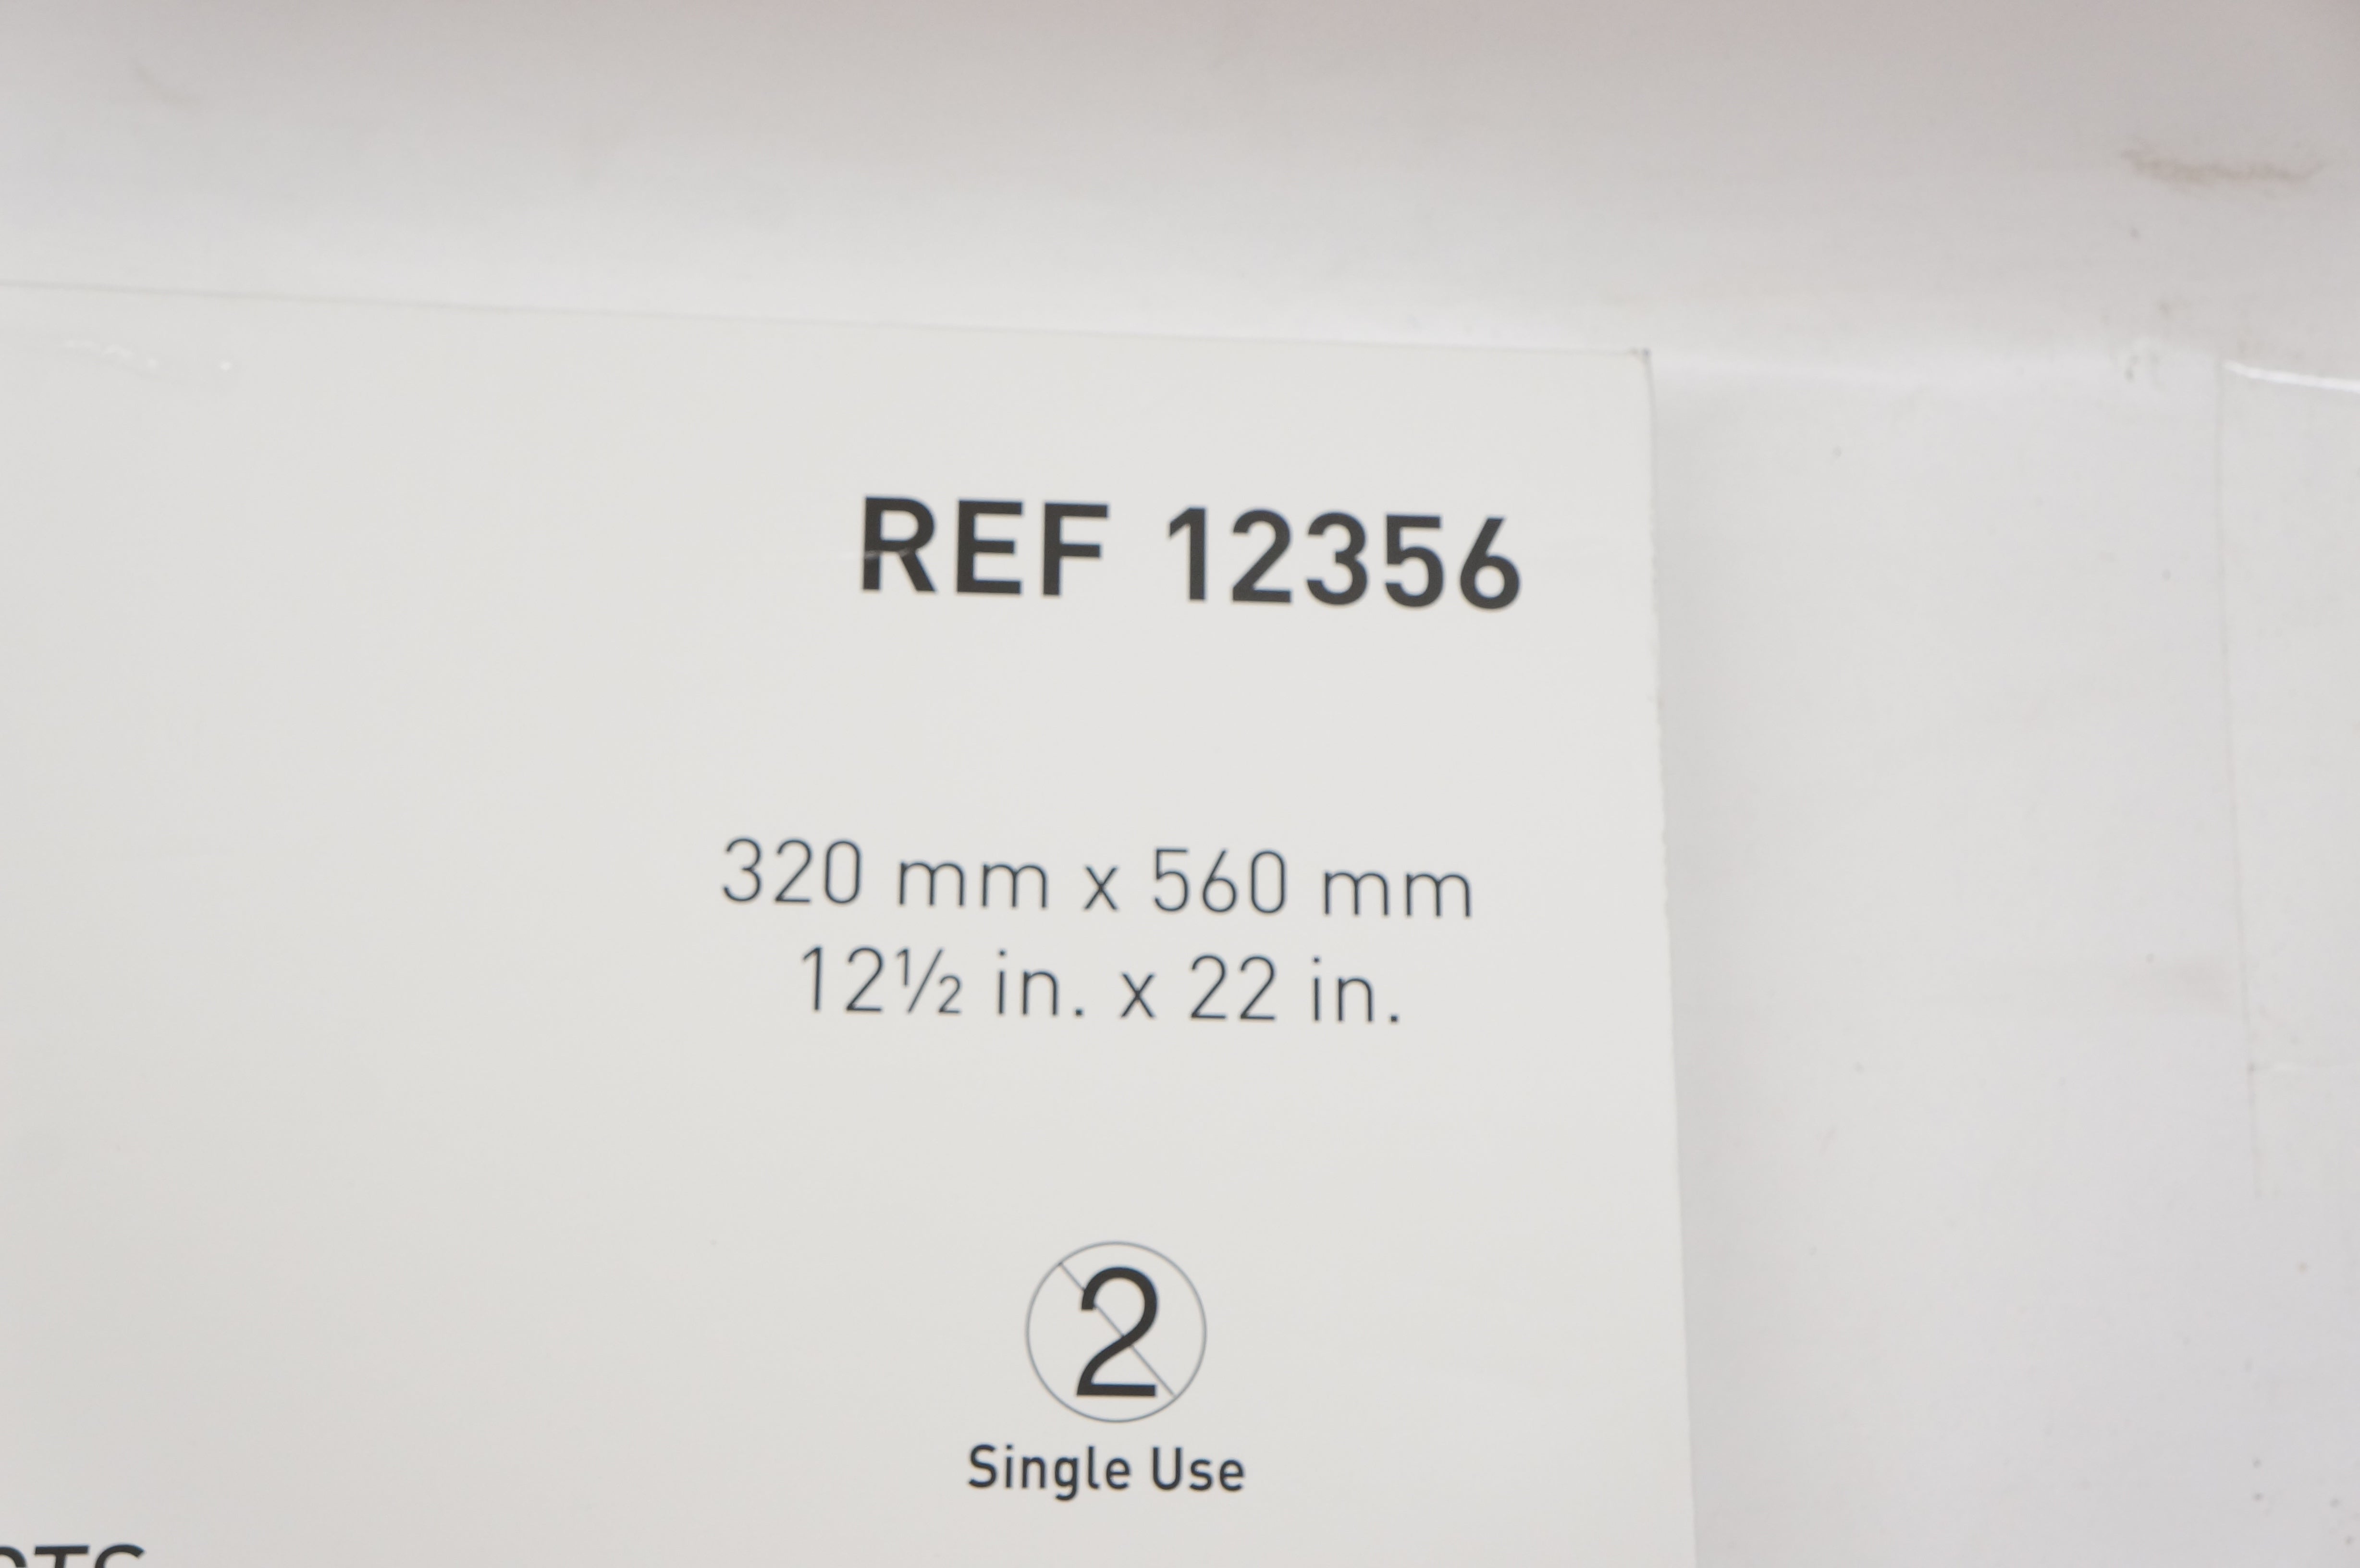 REF 12356
320 mm x 560 mm
12½ in. x 22 in.
2
Single Use